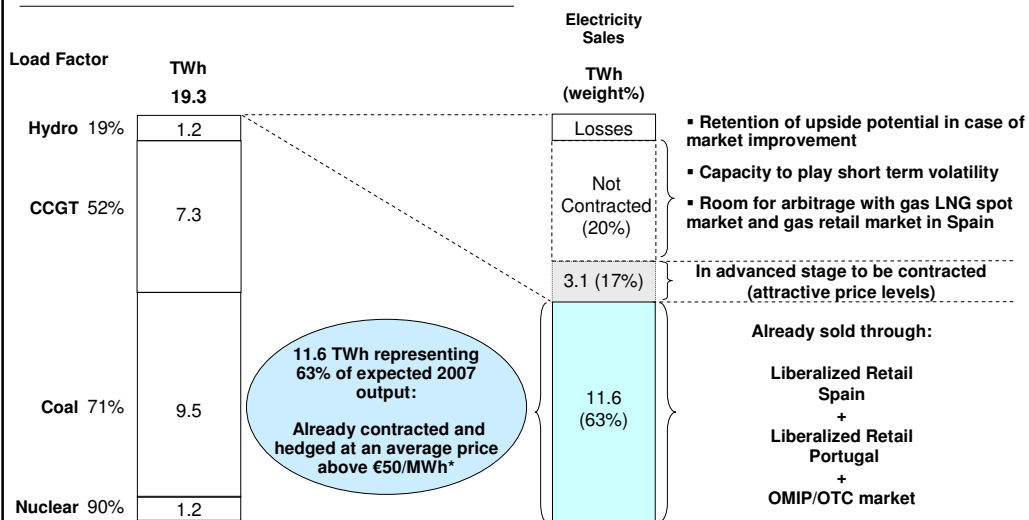 Load Factor
TWh
19.3
Hydro 19%
1.2
CCGT 52%
7.3
Coal 71%
9.5
Nuclear 90%
1.2
11.6 TWh representing
63% of expected 2007
output:
Already contracted and
hedged at an average price
above €50/MWh*
Electricity
Sales
TWh
(weight%)
Losses
Not
Contracted
(20%)
3.1 (17%)
11.6
(63%)
▪ Retention of upside potential in case of
market improvement
▪ Capacity to play short term volatility
▪ Room for arbitrage with gas LNG spot
market and gas retail market in Spain
In advanced stage to be contracted
(attractive price levels)
Already sold through:
Liberalized Retail
Spain
+
Liberalized Retail
Portugal
+
OMIP/OTC market